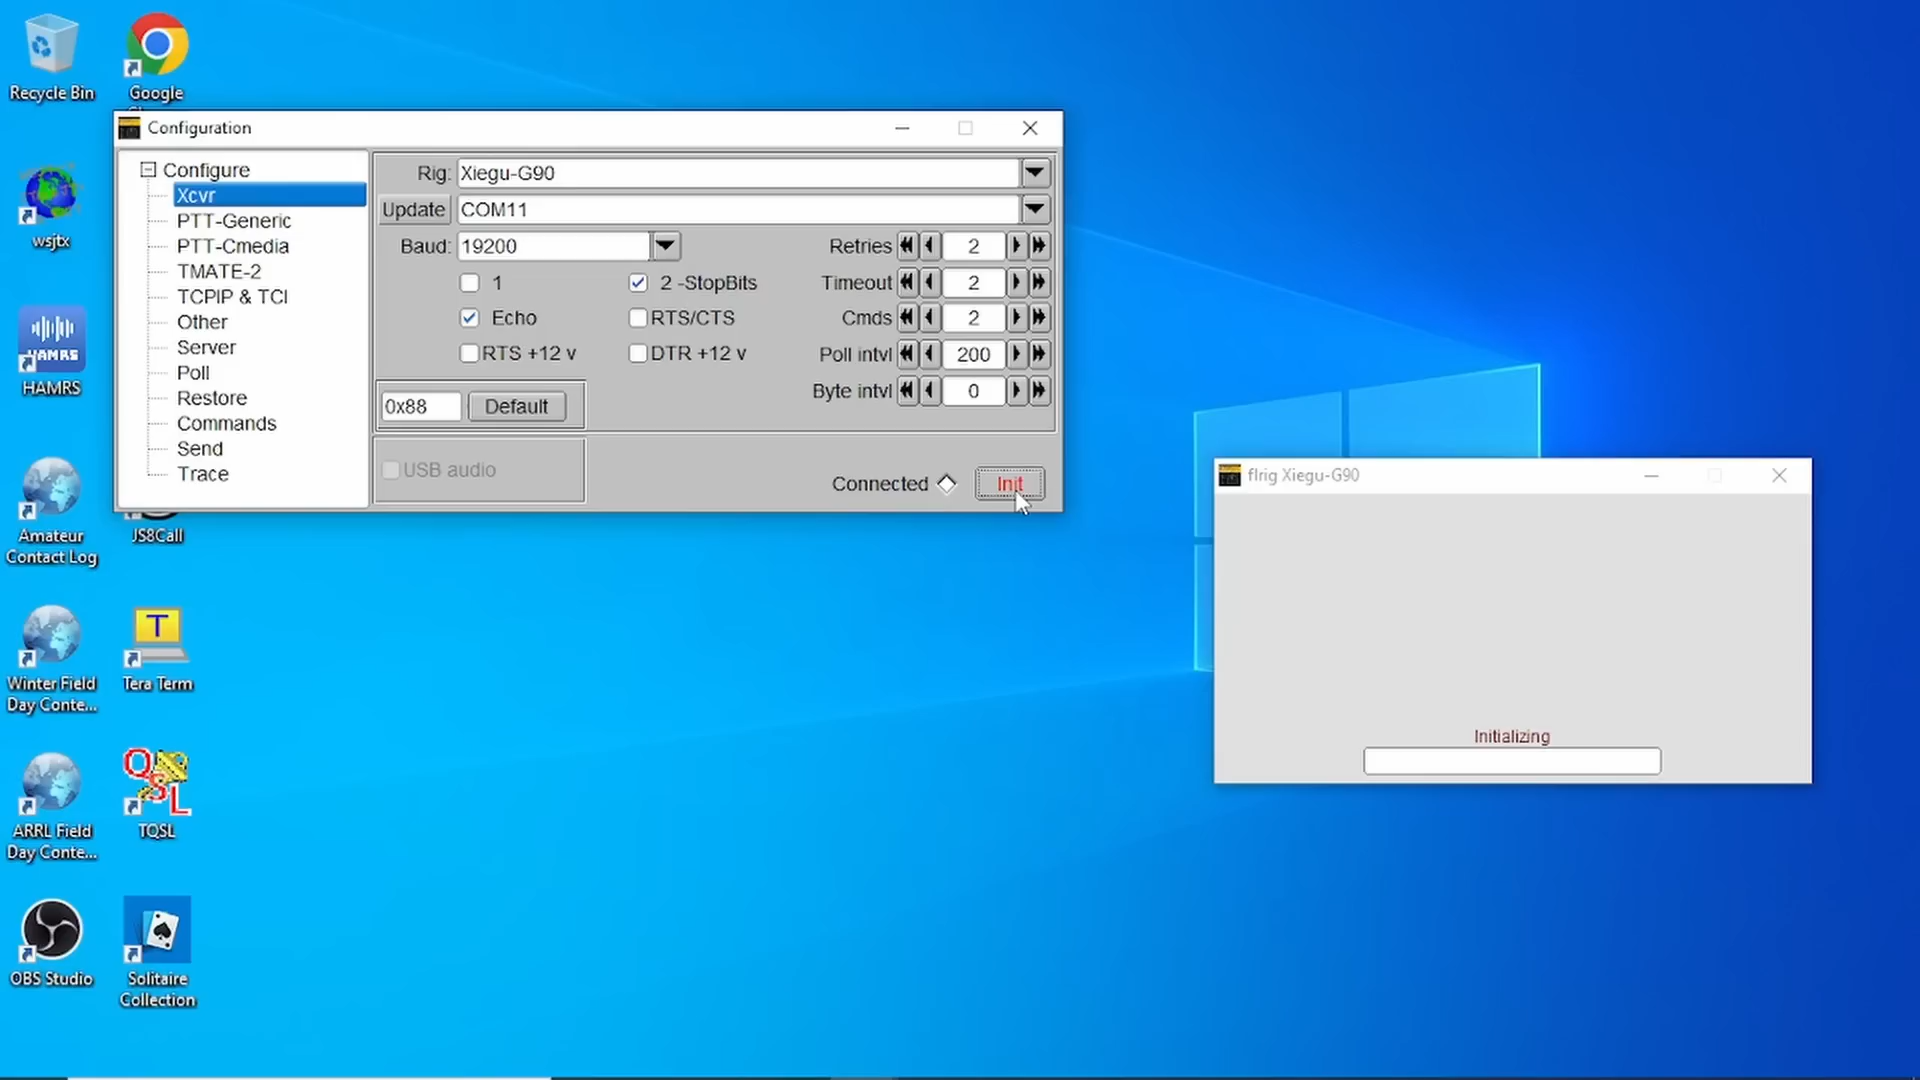 Recycle Bin
Google
wsjtx
HAMRS
HAMRS
Amateur
Contact Log
JS8Call
Winter Field
Day Conte...
T
Tera Term
ARRL Field
Day Conte...
QSL
TQSL
OBS Studio
Solitaire
Collection
Configuration
Configure
Xcvr
PTT-Generic
PTT-Cmedia
TMATE-2
TCPIP & TCI
Other
Server
Poll
Restore
Commands
Send
Trace
Rig: Xiegu-G90
Update COM11
Baud: 19200
1
2 -StopBits
Echo
RTS/CTS
RTS +12 v
DTR +12 v
Retries 2
Timeout 2
Cmds 2
Poll intvl 200
Byte intvl 0
0x88 Default
USB audio
Connected Init
flrig Xiegu-G90
Initializing